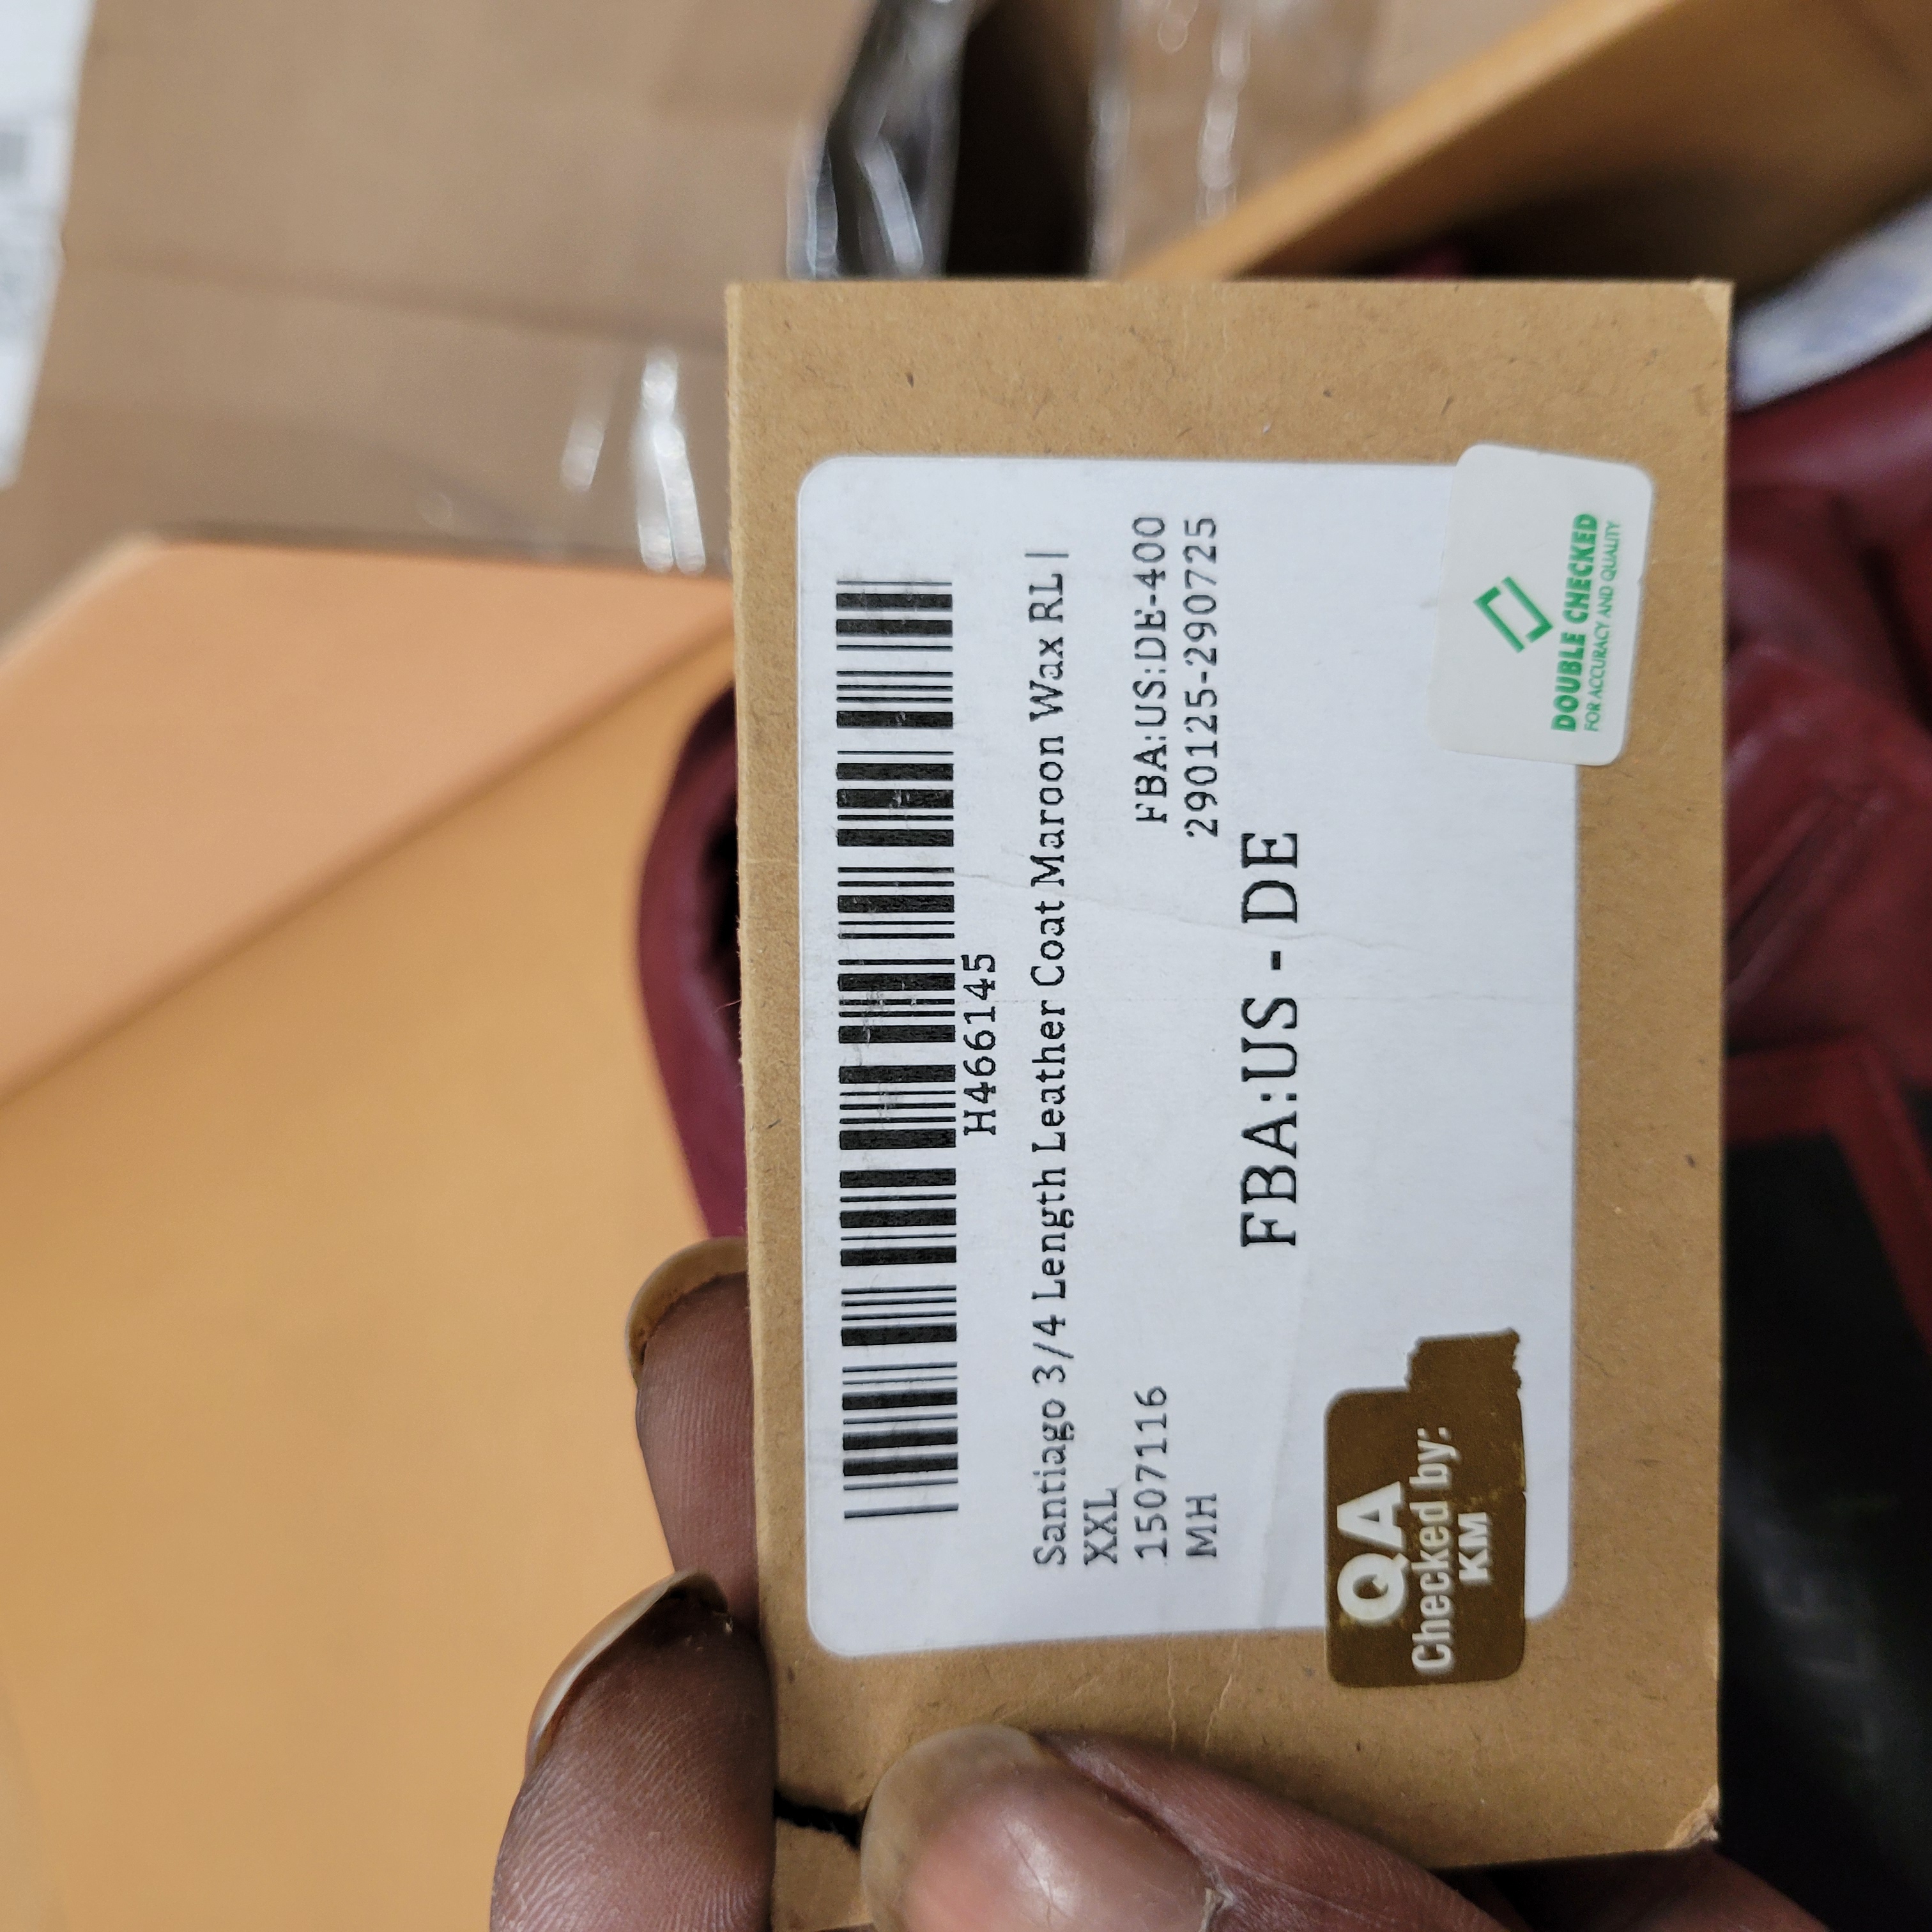 H466145
Santiago 3/4 Length Leather Coat Maroon Wax RL |
XXL
1507116
FBA:US:DE-400
MH
290125-290725
FBA:US - DE
QA
Checked by:
KM
DOUBLE CHECKED
FOR ACCURACY AND QUALITY